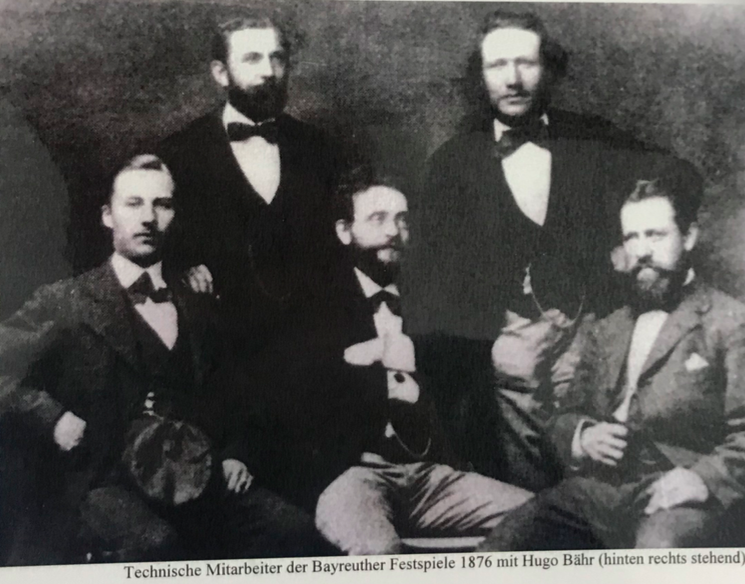 Technische Mitarbeiter der Bayreuther Festspiele 1876 mit Hugo Bähr (hinten rechts stehend)